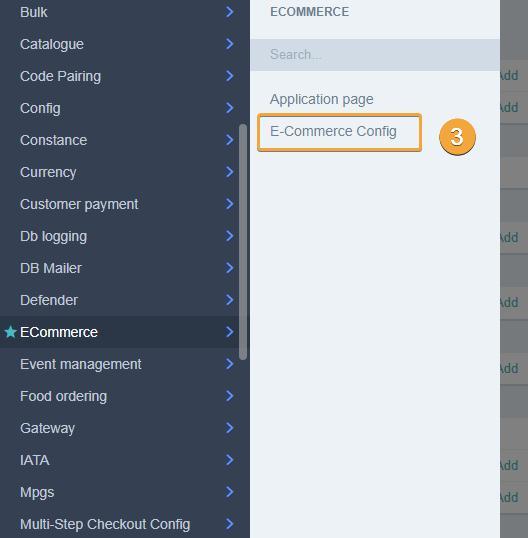 Bulk
Catalogue
Code Pairing
Config
Constance
Currency
Customer payment
Db logging
DB Mailer
Defender
ECommerce
Event management
Food ordering
Gateway
IATA
Mpgs
Multi-Step Checkout Config
ECOMMERCE
Search...
Application page
E-Commerce Config
3
Add
Add
Add
Add
Add
Add
Add